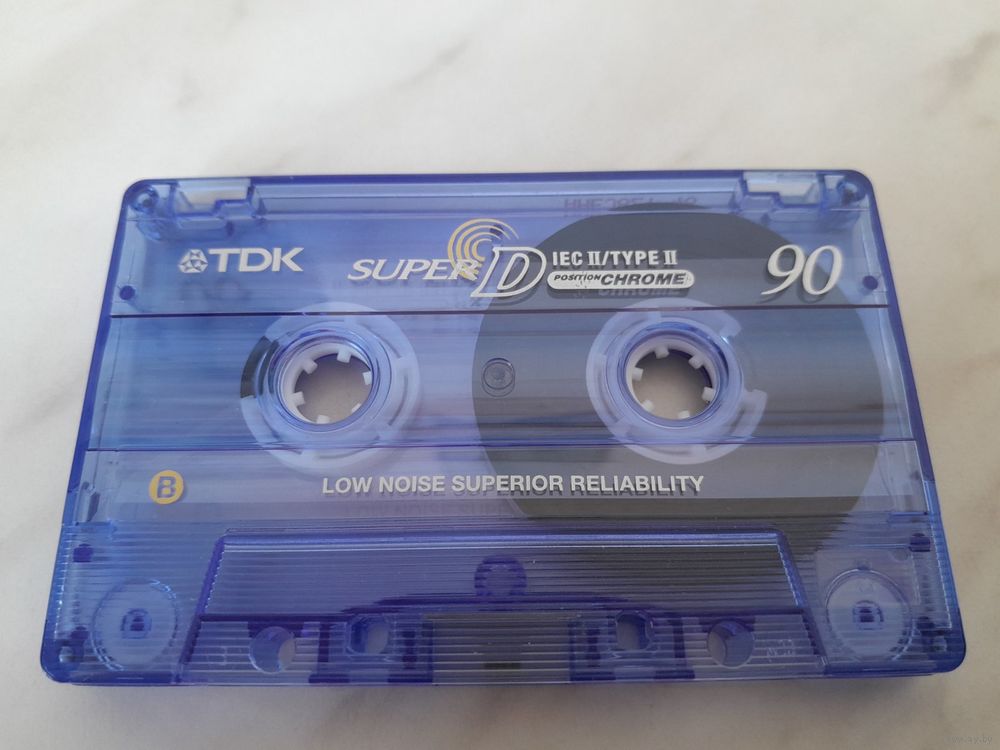 TDK SUPER D IEC II/TYPE II 90
POSITION CHROME
B
LOW NOISE SUPERIOR RELIABILITY